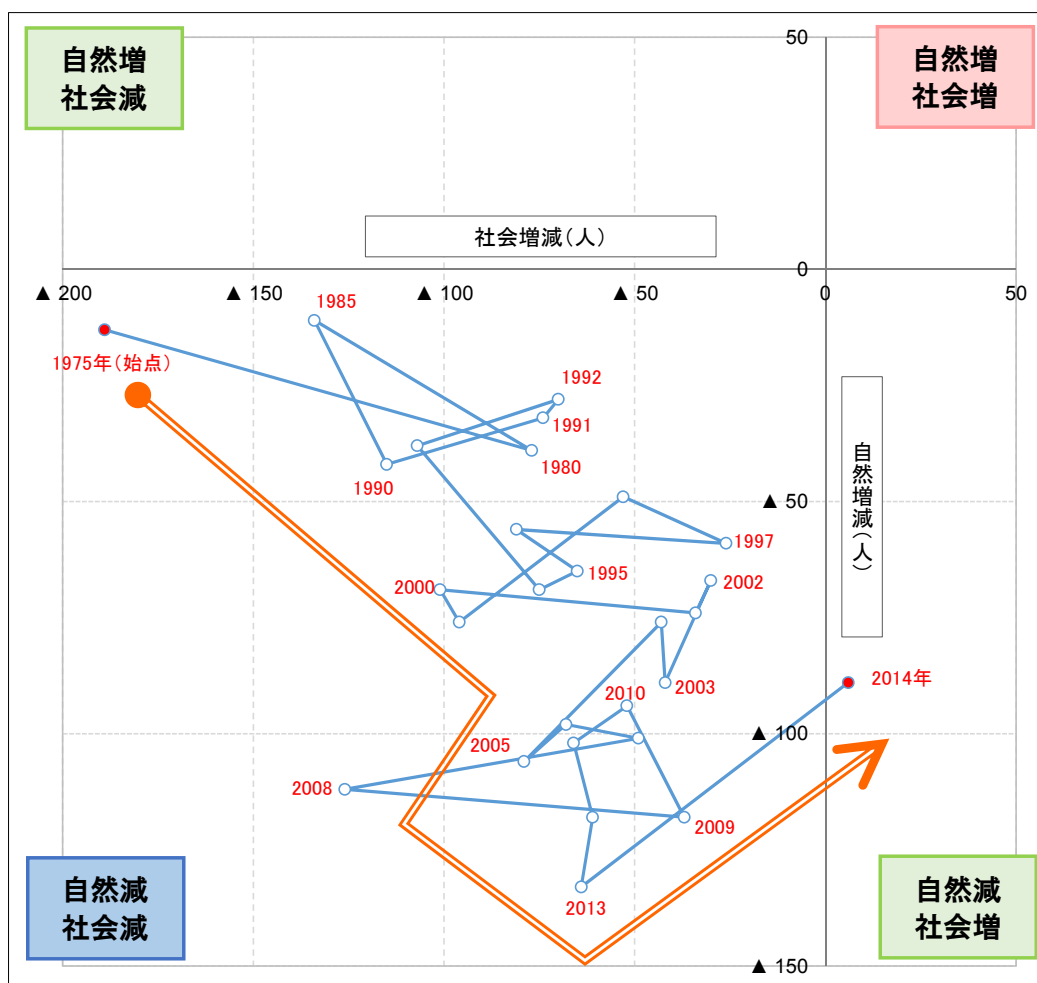 自然増
社会減
自然増
社会増
50
社会増減(人)
0
▲ 200
▲ 150
▲ 100
▲ 50
0
50
1985
1975年(始点)
1992
1991
1980
1990
自然増減(人)
▲ 50
1997
1995
2002
2000
2003
2014年
2010
2005
▲ 100
2008
2009
2013
自然減
社会減
自然減
社会増
▲ 150